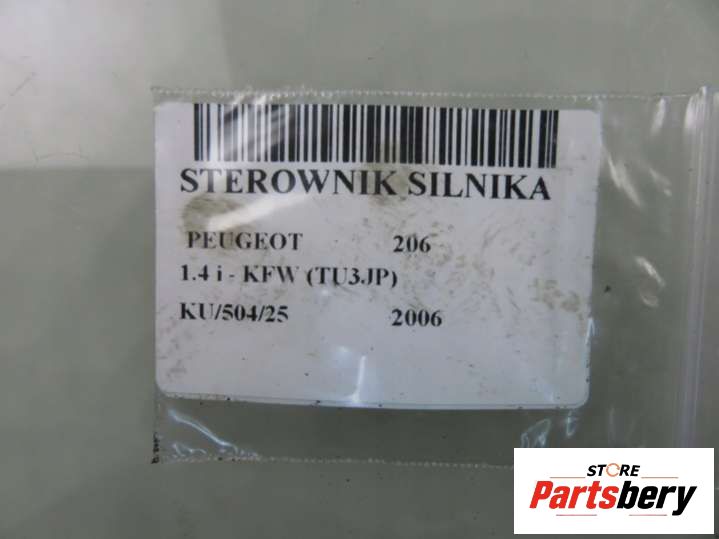 STEROWNIK SILNIKA
PEUGEOT 206
1.4 i - KFW (TU3JP)
KU/504/25 2006
STORE
Partsbery